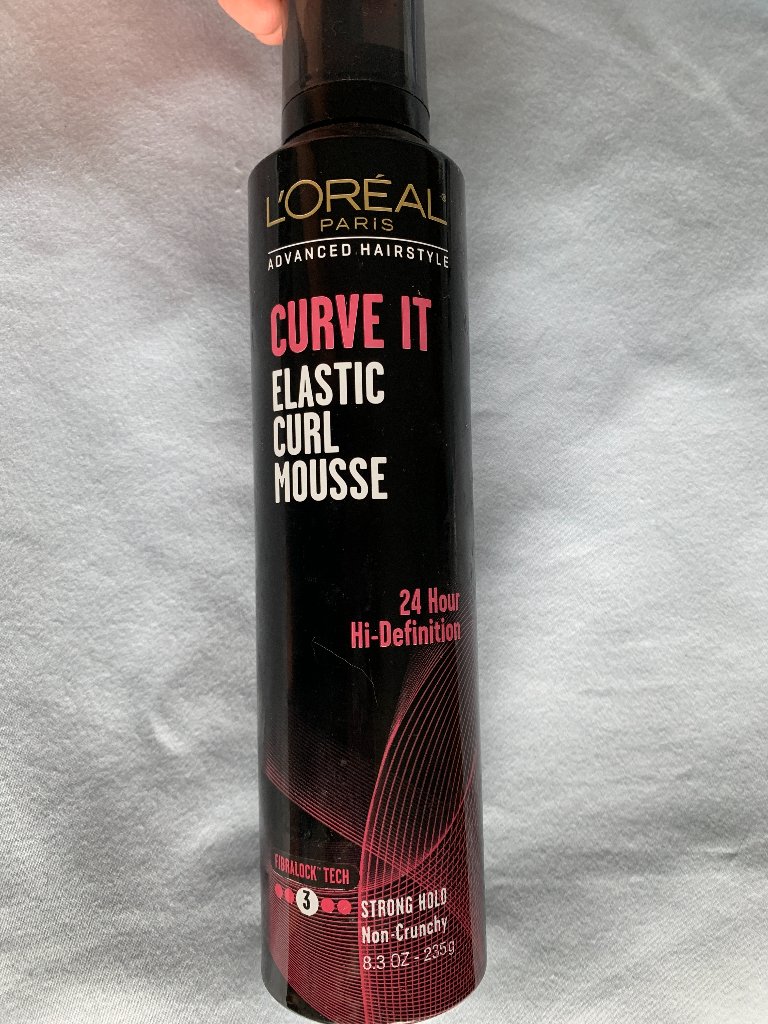 L'ORÉAL®
PARiS
ADVANCED HAIRSTYLE
CURVE IT
ELASTIC
CURL
MOUSSE
24 Hour
Hi-Definition
FIBRALOCK™ TECH
3
STRONG HOLD
Non-Crunchy
8.3 OZ - 235g